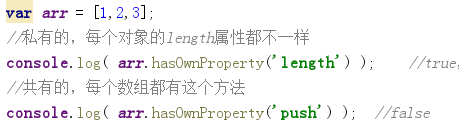 var arr = [1,2,3];
//私有的，每个对象的length属性都不一样
console.log( arr.hasOwnProperty('length') );    //true,
//共有的，每个数组都有这个方法
console.log( arr.hasOwnProperty('push') );  //false